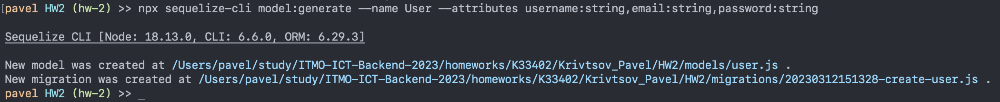 [pavel HW2 (hw-2) >> npx sequelize-cli model:generate --name User --attributes username:string,email:string,password:string
Sequelize CLI [Node: 18.13.0, CLI: 6.6.0, ORM: 6.29.3]
New model was created at /Users/pavel/study/ITMO-ICT-Backend-2023/homeworks/K33402/Krivtsov_Pavel/HW2/models/user.js .
New migration was created at /Users/pavel/study/ITMO-ICT-Backend-2023/homeworks/K33402/Krivtsov_Pavel/HW2/migrations/20230312151328-create-user.js .
pavel HW2 (hw-2) >> _